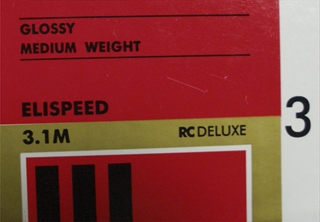 GLOSSY
MEDIUM WEIGHT
ELISPEED
3.1M
RC DELUXE
3